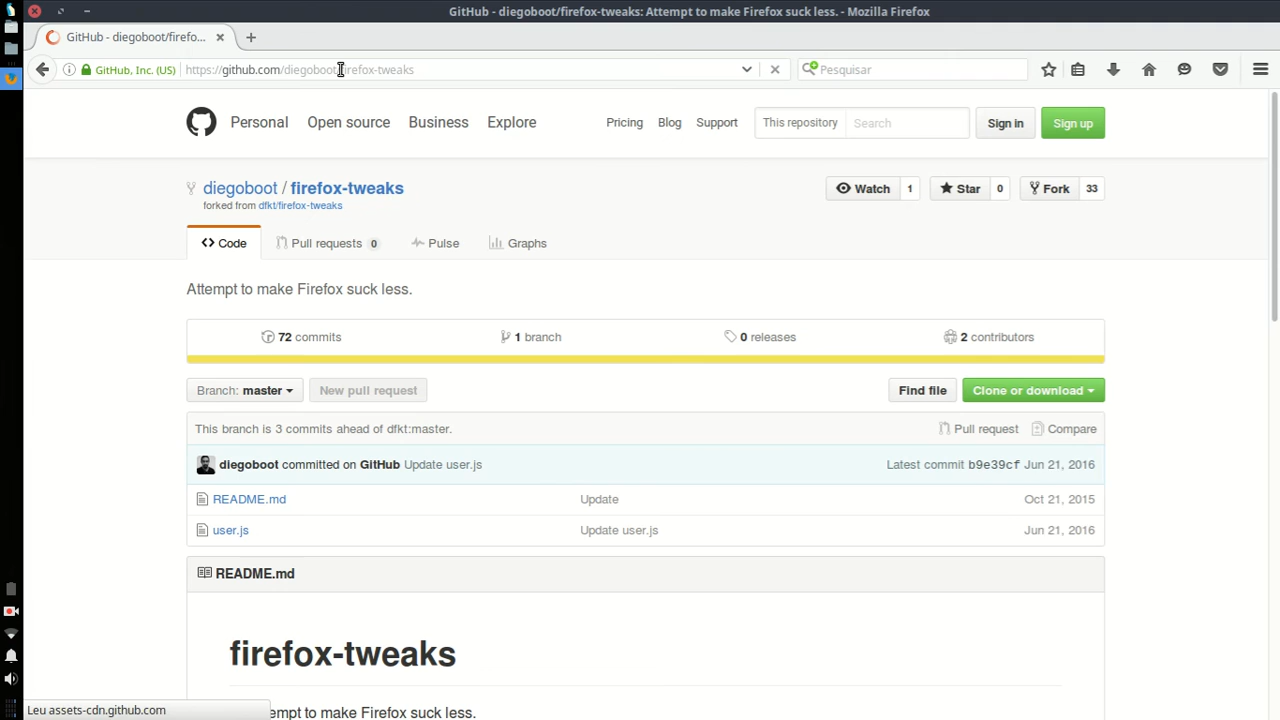 GitHub - diegoboot/firefox-tweaks: Attempt to make Firefox suck less. - Mozilla Firefox
GitHub - diegoboot/firefo...
GitHub, Inc. (US) https://github.com/diegoboot/firefox-tweaks Pesquisar
Personal Open source Business Explore Pricing Blog Support This repository Search Sign in Sign up
diegoboot / firefox-tweaks Watch 1 Star 0 Fork 33
forked from dfkt/firefox-tweaks
Code Pull requests 0 Pulse Graphs
Attempt to make Firefox suck less.
72 commits 1 branch 0 releases 2 contributors
Branch: master New pull request Find file Clone or download
This branch is 3 commits ahead of dfkt:master. Pull request Compare
diegoboot committed on GitHub Update user.js Latest commit b9e39cf Jun 21, 2016
README.md Update Oct 21, 2015
user.js Update user.js Jun 21, 2016
README.md
firefox-tweaks
empt to make Firefox suck less.
Leu assets-cdn.github.com